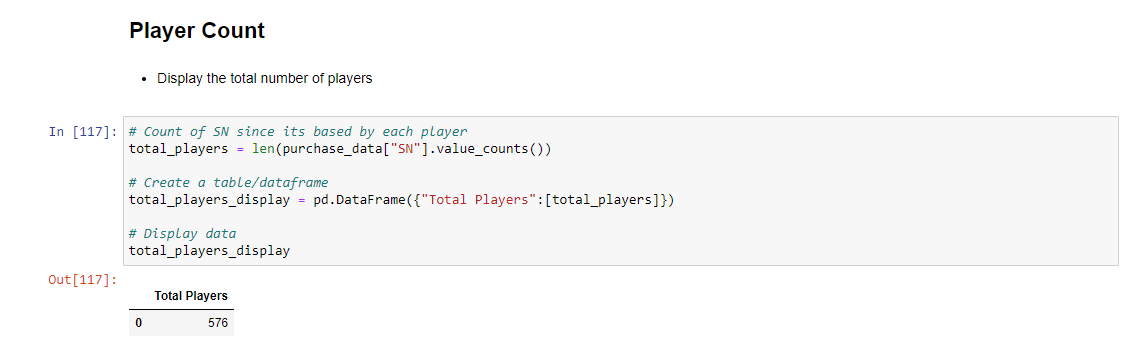 Player Count
• Display the total number of players
In [117]: # Count of SN since its based by each player
total_players = len(purchase_data["SN"].value_counts())
# Create a table/dataframe
total_players_display = pd.DataFrame({"Total Players":[total_players]})
# Display data
total_players_display
Out[117]:
Total Players
0 576